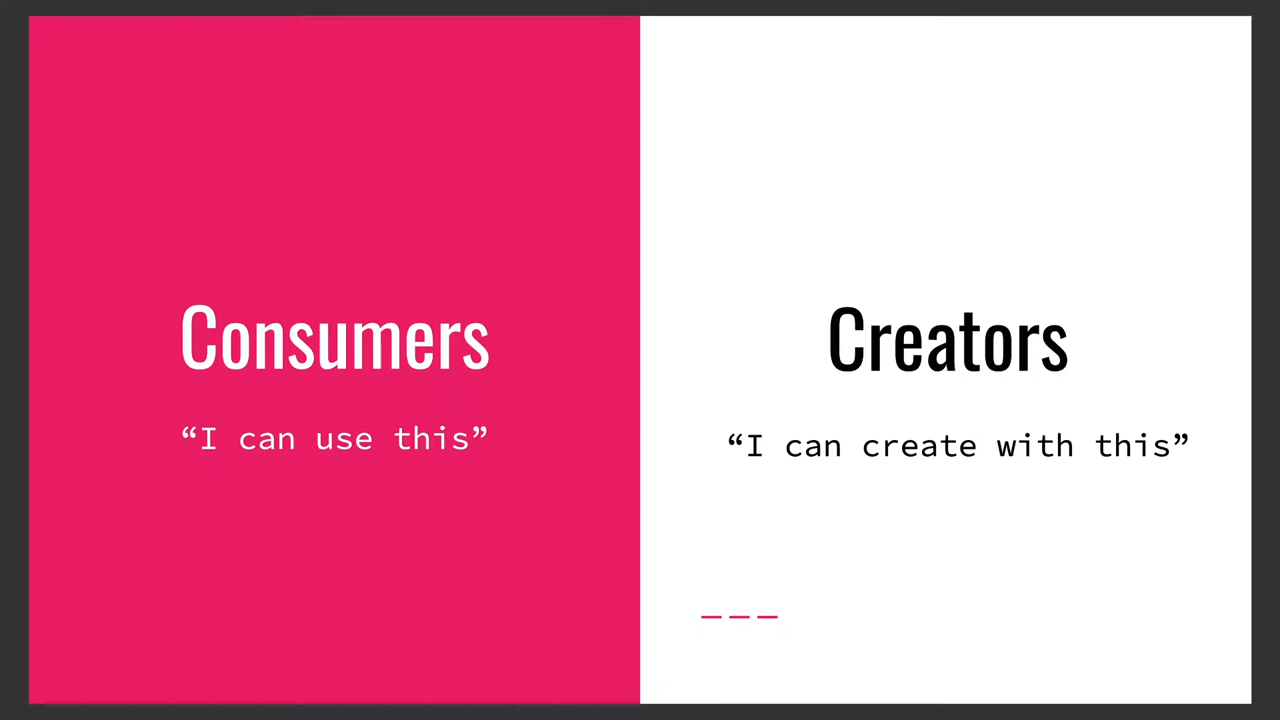 Consumers
“I can use this”
Creators
“I can create with this”